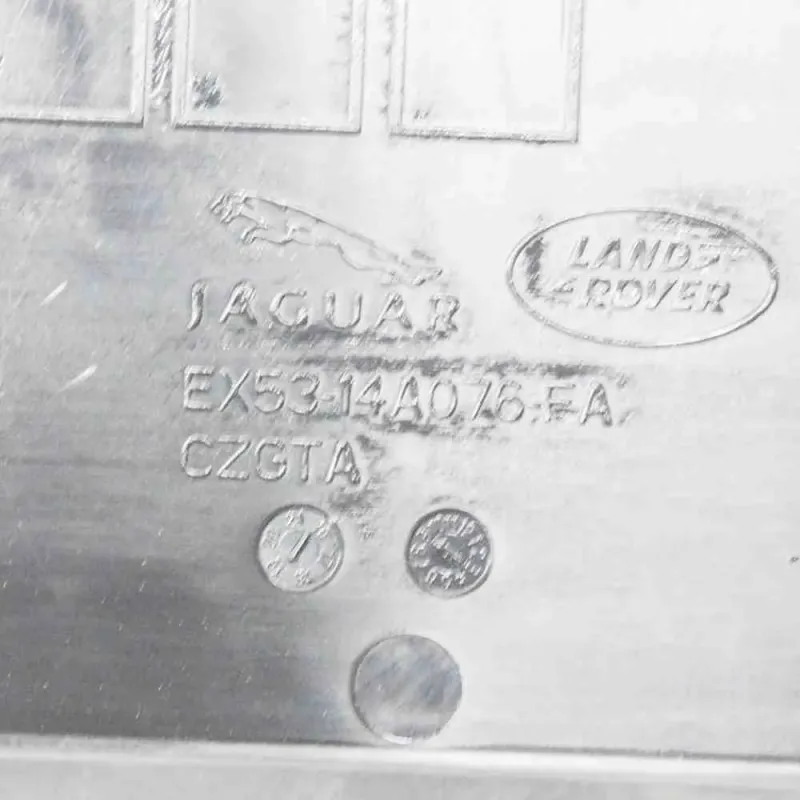 JAGUAR
LAND
ROVER
EX53-14A076-FA
CZGTA